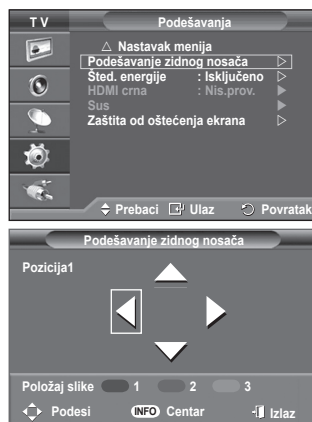 T V Podešavanja
△ Nastavak menija
Podešavanje zidnog nosača ▷
Šted. energije : Isključeno ▷
HDMI crna : Nis.prov. ▶
Sus ▶
Zaštita od oštećenja ekrana ▷
Prebaci Ulaz Povratak
Podešavanje zidnog nosača
Pozicija1
Položaj slike 1 2 3
Podesi INFO Centar Izlaz